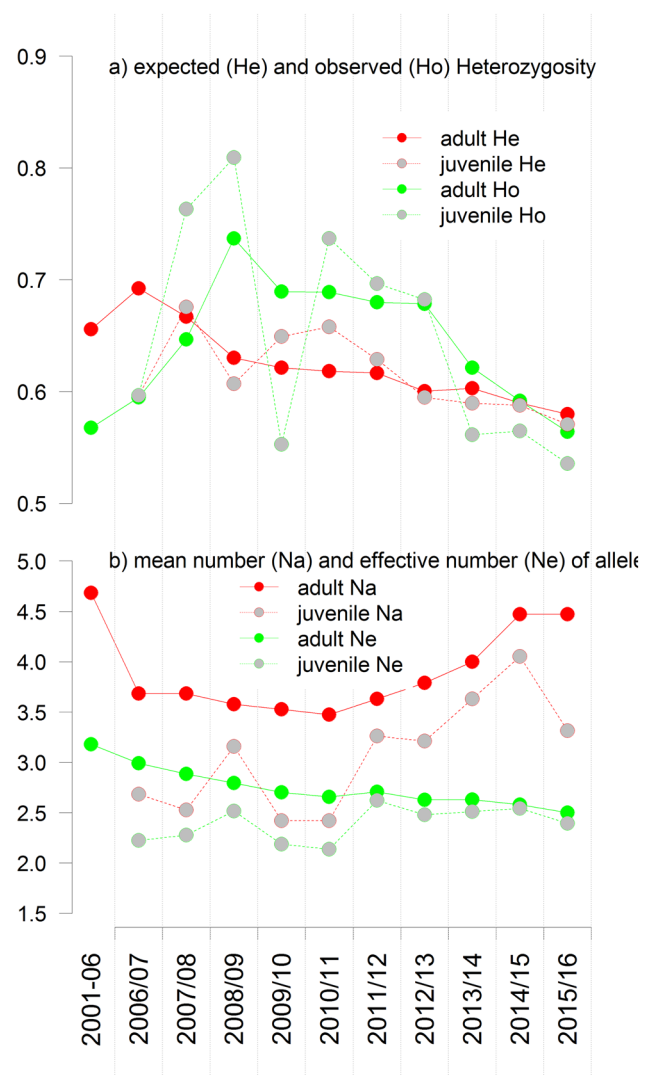 a) expected (He) and observed (Ho) Heterozygosity
0.9
0.8
0.7
0.6
0.5
adult He
juvenile He
adult Ho
juvenile Ho
b) mean number (Na) and effective number (Ne) of allele
5.0
4.5
4.0
3.5
3.0
2.5
2.0
1.5
adult Na
juvenile Na
adult Ne
juvenile Ne
2001-06
2006/07
2007/08
2008/09
2009/10
2010/11
2011/12
2012/13
2013/14
2014/15
2015/16